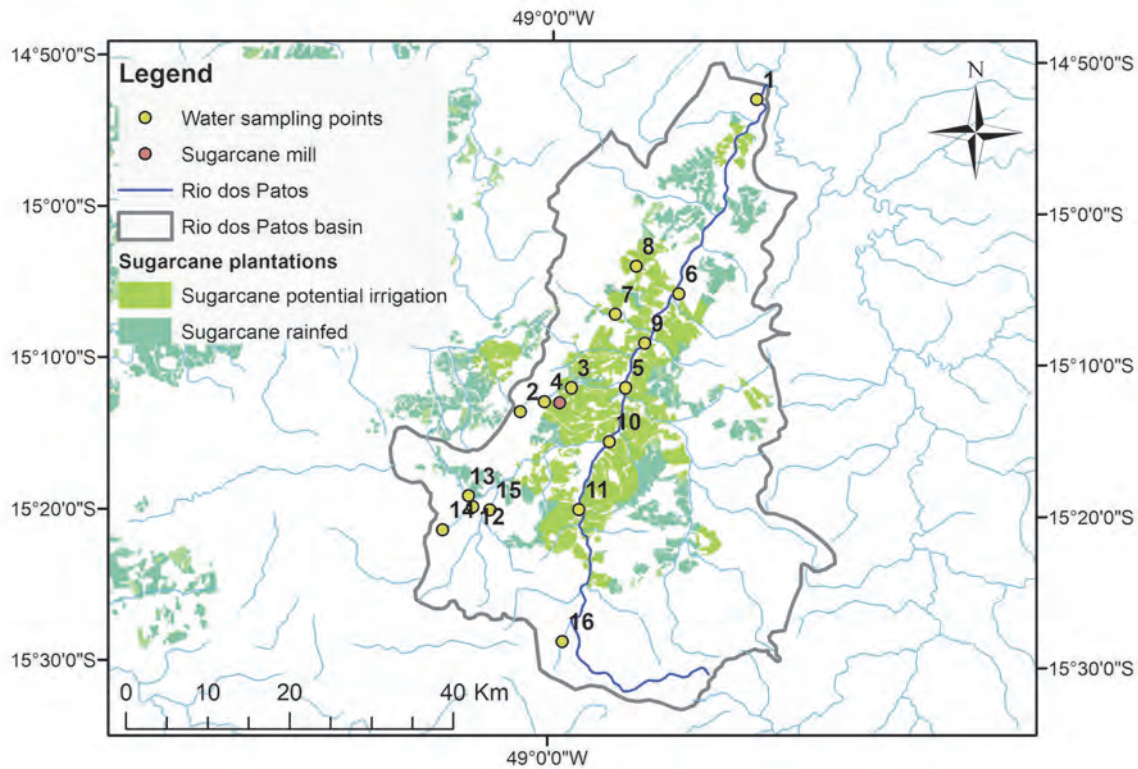 49°0'0"W
14°50'0"S
14°50'0"S
Legend
Water sampling points
Sugarcane mill
Rio dos Patos
Rio dos Patos basin
Sugarcane plantations
Sugarcane potential irrigation
Sugarcane rainfed
N
1
15°0'0"S
15°0'0"S
8
6
7
9
15°10'0"S
15°10'0"S
3
5
2
4
10
13
15
11
14
12
15°20'0"S
15°20'0"S
16
15°30'0"S
15°30'0"S
0 10 20 40 Km
49°0'0"W